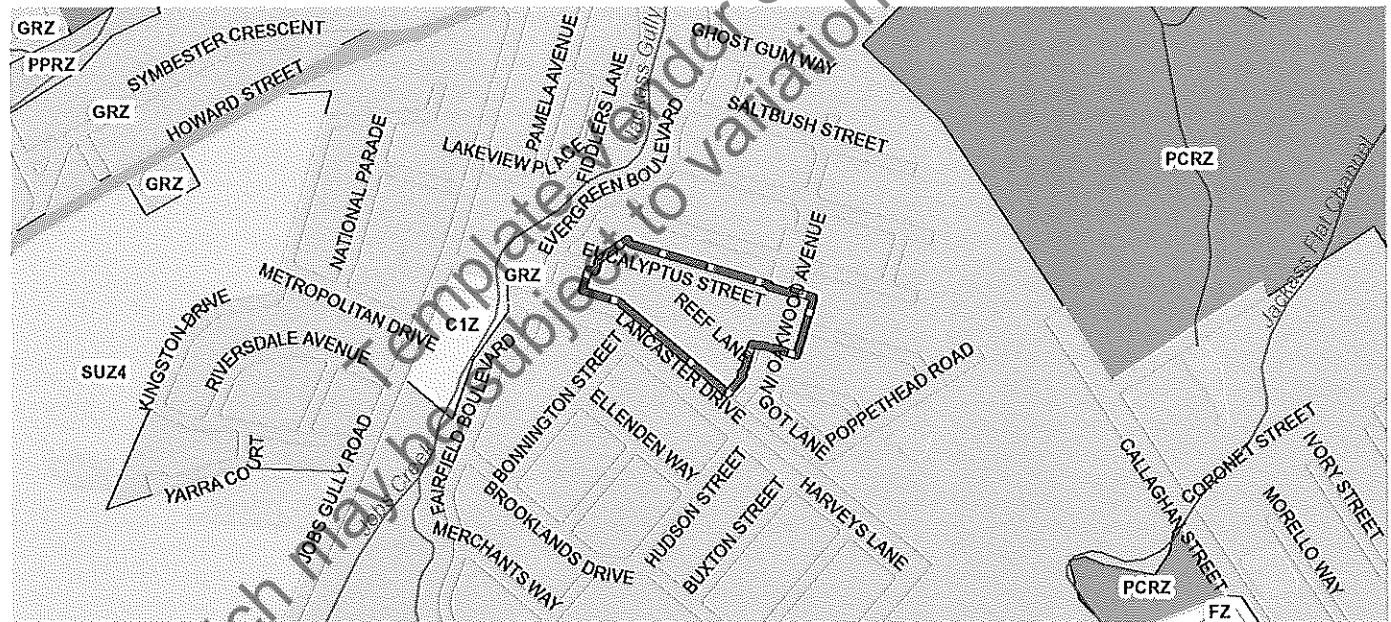 GRZ
PPRZ
SYMBESTER CRESCENT
HOWARD STREET
GRZ
GRZ
NATIONAL PARADE
PAMELA AVENUE
FIDDLERS LANE
Jackass Gully
LAKEVIEW PLACE
EVERGREEN BOULEVARD
GHOST GUM WAY
SALTBUSH STREET
PCRZ
Jackass Flat Channel
EUCALYPTUS STREET
REEF LANE
OAKWOOD AVENUE
LANCASTER DRIVE
GOT LANE
POPPETHEAD ROAD
GRZ
C1Z
METROPOLITAN DRIVE
KINGSTON DRIVE
RIVERSDALE AVENUE
SUZ4
YARRA COURT
JOBS GULLY ROAD
FAIRFIELD BOULEVARD
BONNINGTON STREET
ELLENDEN WAY
BROOKLANDS DRIVE
MERCHANTS WAY
HUDSON STREET
BUXTON STREET
HARVEYS LANE
CALLAGHAN STREET
CORONET STREET
IVORY STREET
MORELLO WAY
PCRZ
FZ
Template vendor
may be subject to variation